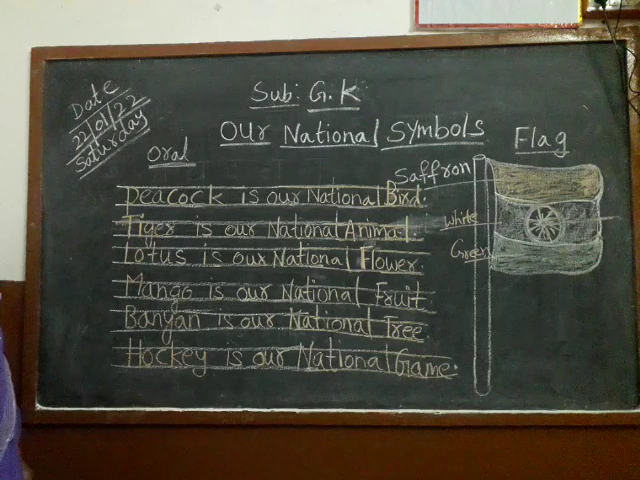 Date
22/01/22
Saturday
Sub: G.K
Our National Symbols
Oral
Flag
Peacock is our National Bird.
Tiger is our National Animal.
Lotus is our National Flower.
Mango is our National Fruit
Banyan is our National Tree
Hockey is our National Game.
Saffron
White
Green